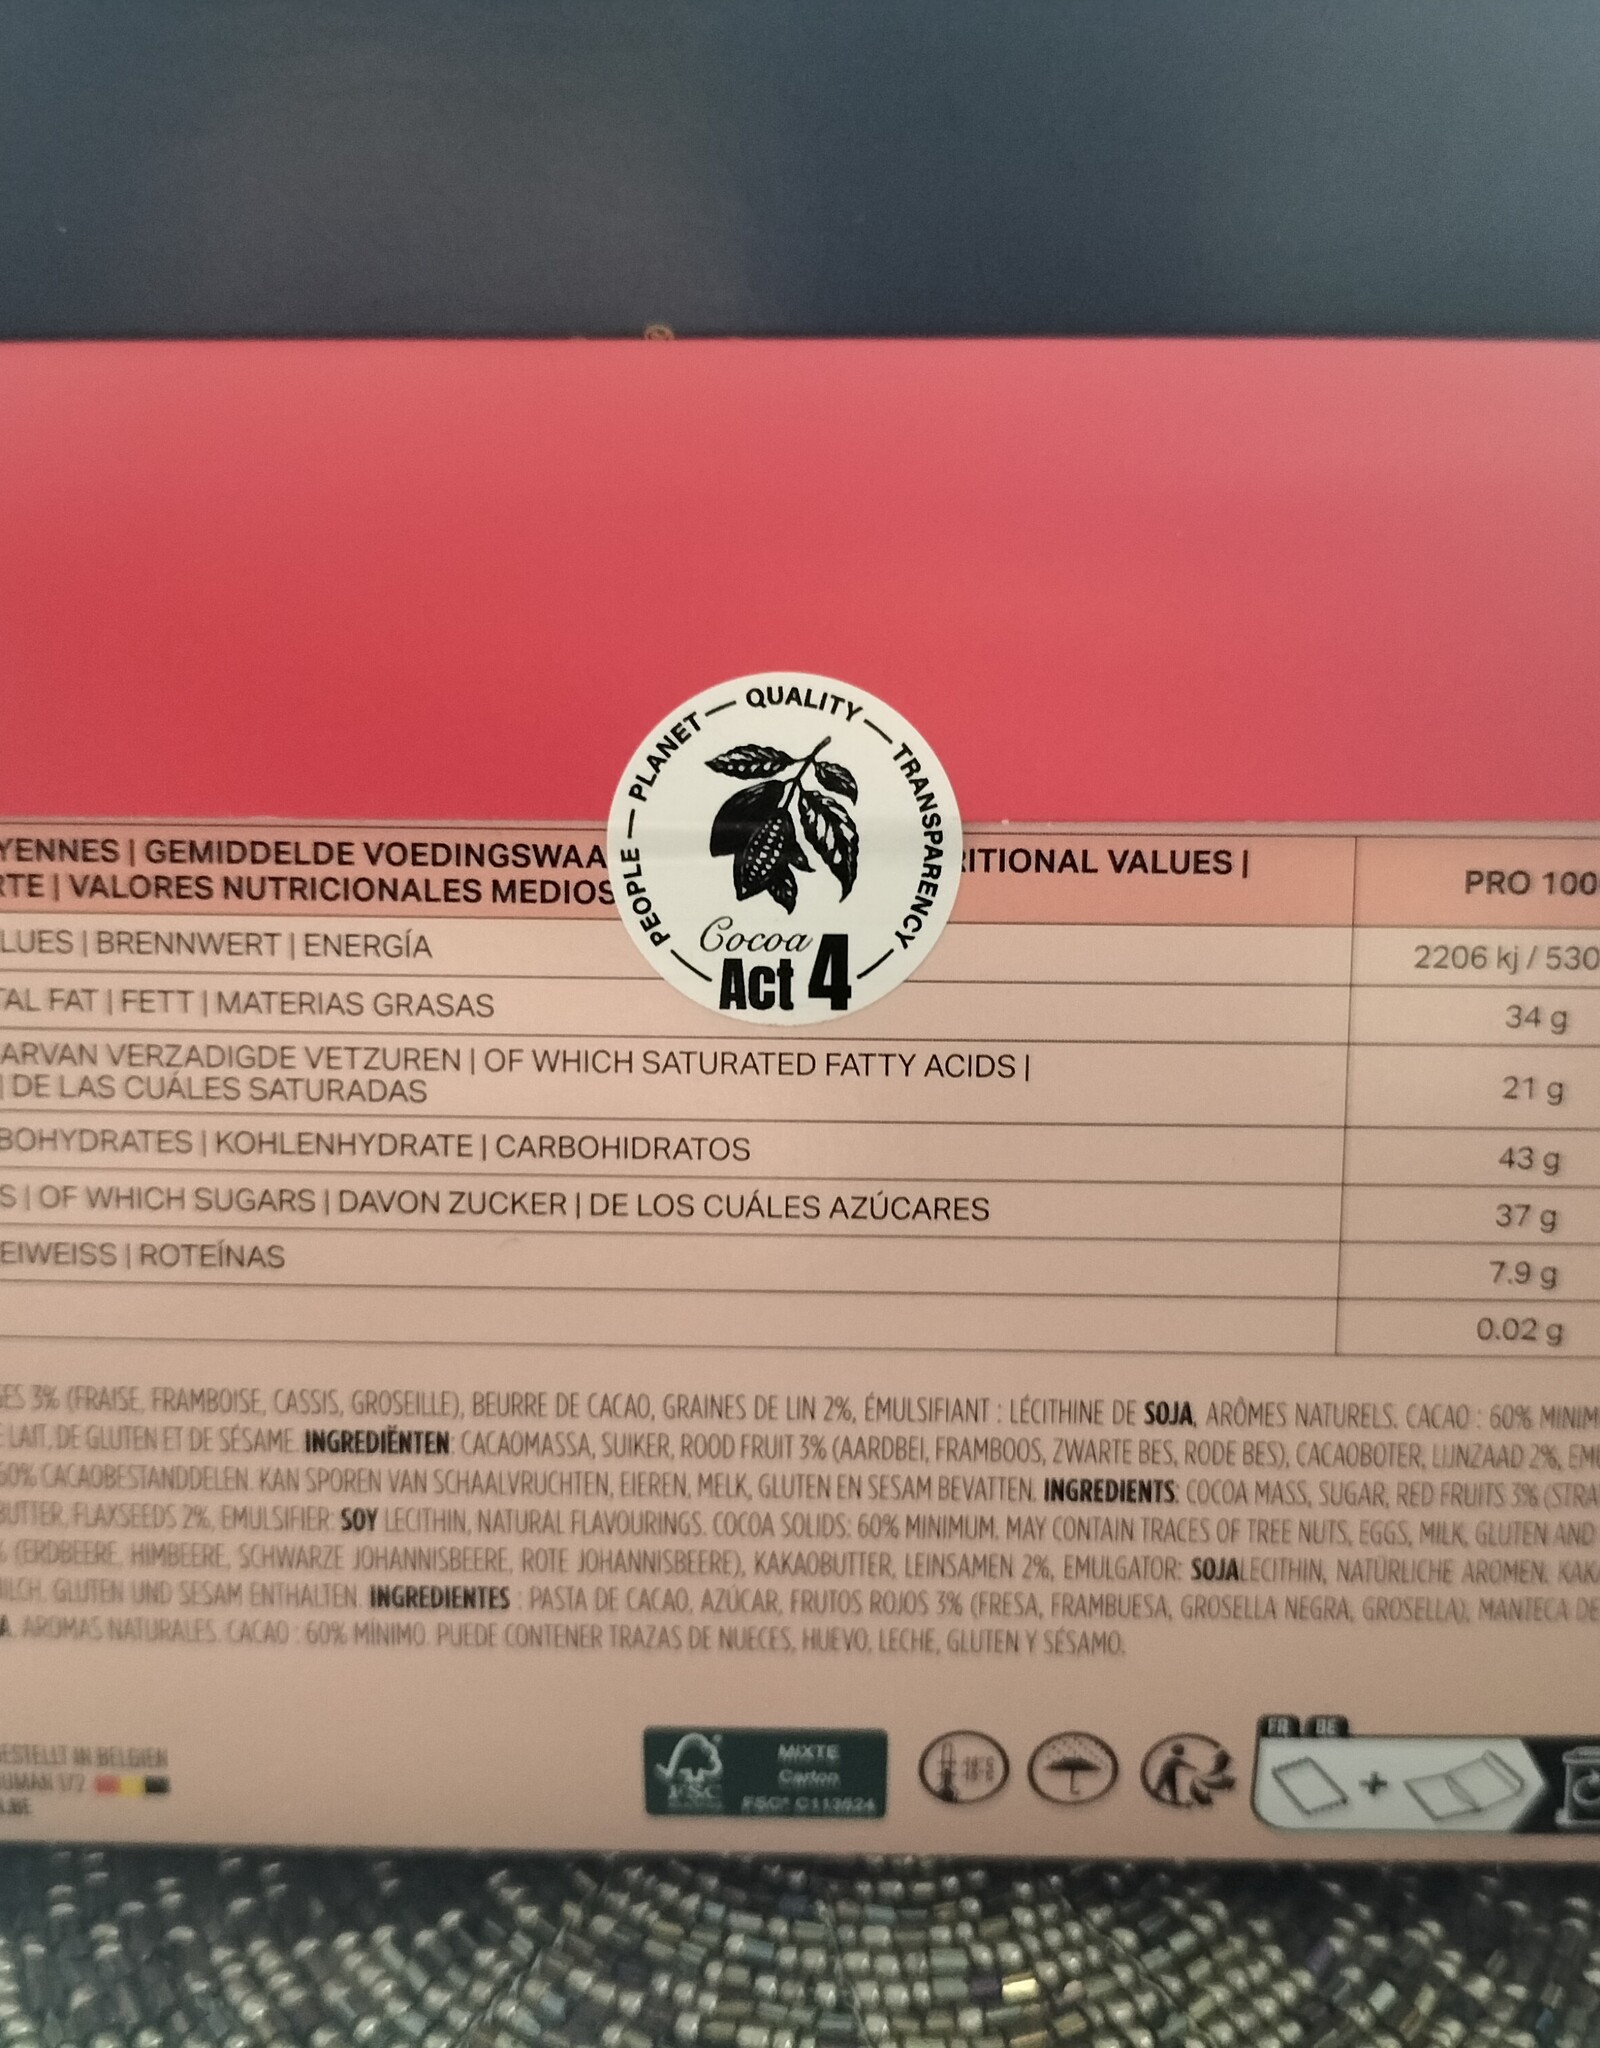 PEOPLE — PLANET — QUALITY — TRANSPARENCY
Cocoa
Act 4
YENNES | GEMIDDELDE VOEDINGSWAA RITIONAL VALUES |
RTE | VALORES NUTRICIONALES MEDIOS
PRO 100
LUES | BRENNWERT | ENERGÍA
2206 kj / 530
TAL FAT | FETT | MATERIAS GRASAS
34 g
ARVAN VERZADIGDE VETZUREN | OF WHICH SATURATED FATTY ACIDS |
| DE LAS CUÁLES SATURADAS
21 g
BOHYDRATES | KOHLENHYDRATE | CARBOHIDRATOS
43 g
S | OF WHICH SUGARS | DAVON ZUCKER | DE LOS CUÁLES AZÚCARES
37 g
EIWEISS | ROTEÍNAS
7.9 g
0.02 g
GES 3% (FRAISE, FRAMBOISE, CASSIS, GROSEILLE), BEURRE DE CACAO, GRAINES DE LIN 2%, ÉMULSIFIANT : LÉCITHINE DE SOJA, ARÔMES NATURELS. CACAO : 60% MINIM
E LAIT, DE GLUTEN ET DE SÉSAME. INGREDIËNTEN: CACAOMASSA, SUIKER, ROOD FRUIT 3% (AARDBEI, FRAMBOOS, ZWARTE BES, RODE BES), CACAOBOTER, LIJNZAAD 2%, EMU
60% CACAOBESTANDDELEN. KAN SPOREN VAN SCHAALVRUCHTEN, EIEREN, MELK, GLUTEN EN SESAM BEVATTEN. INGREDIENTS: COCOA MASS, SUGAR, RED FRUITS 3% (STRA
BUTTER, FLAXSEEDS 2%, EMULSIFIER: SOY LECITHIN, NATURAL FLAVOURINGS. COCOA SOLIDS: 60% MINIMUM. MAY CONTAIN TRACES OF TREE NUTS, EGGS, MILK, GLUTEN AND
% (ERDBEERE, HIMBEERE, SCHWARZE JOHANNISBEERE, ROTE JOHANNISBEERE), KAKAOBUTTER, LEINSAMEN 2%, EMULGATOR: SOJALECITHIN, NATÜRLICHE AROMEN. KAKA
MILCH, GLUTEN UND SESAM ENTHALTEN. INGREDIENTES : PASTA DE CACAO, AZÚCAR, FRUTOS ROJOS 3% (FRESA, FRAMBUESA, GROSELLA NEGRA, GROSELLA), MANTECA DE
A. AROMAS NATURALES. CACAO : 60% MÍNIMO. PUEDE CONTENER TRAZAS DE NUECES, HUEVO, LECHE, GLUTEN Y SÉSAMO.
ESTELLT IN BELGIEN
UMAN 177
.BE
FSC
MIXTE
Carton
FSC® C113624
FR BE